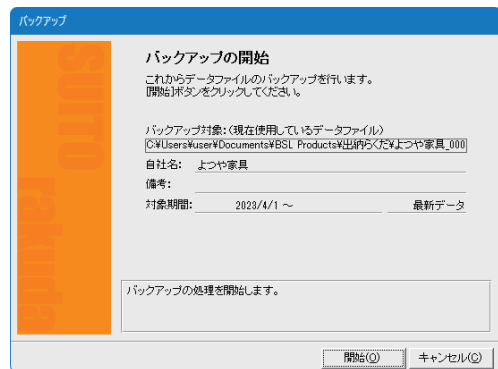 バックアップ
SUITO
rakuda
バックアップの開始
これからデータファイルのバックアップを行います。
[開始]ボタンをクリックしてください。
バックアップ対象:(現在使用しているデータファイル)
C:¥Users¥user¥Documents¥BSL Products¥出納らくだ¥よつや家具_000
自社名: よつや家具
備考:
対象期間: 2023/4/1 ~ 最新データ
バックアップの処理を開始します。
開始(O) キャンセル(C)